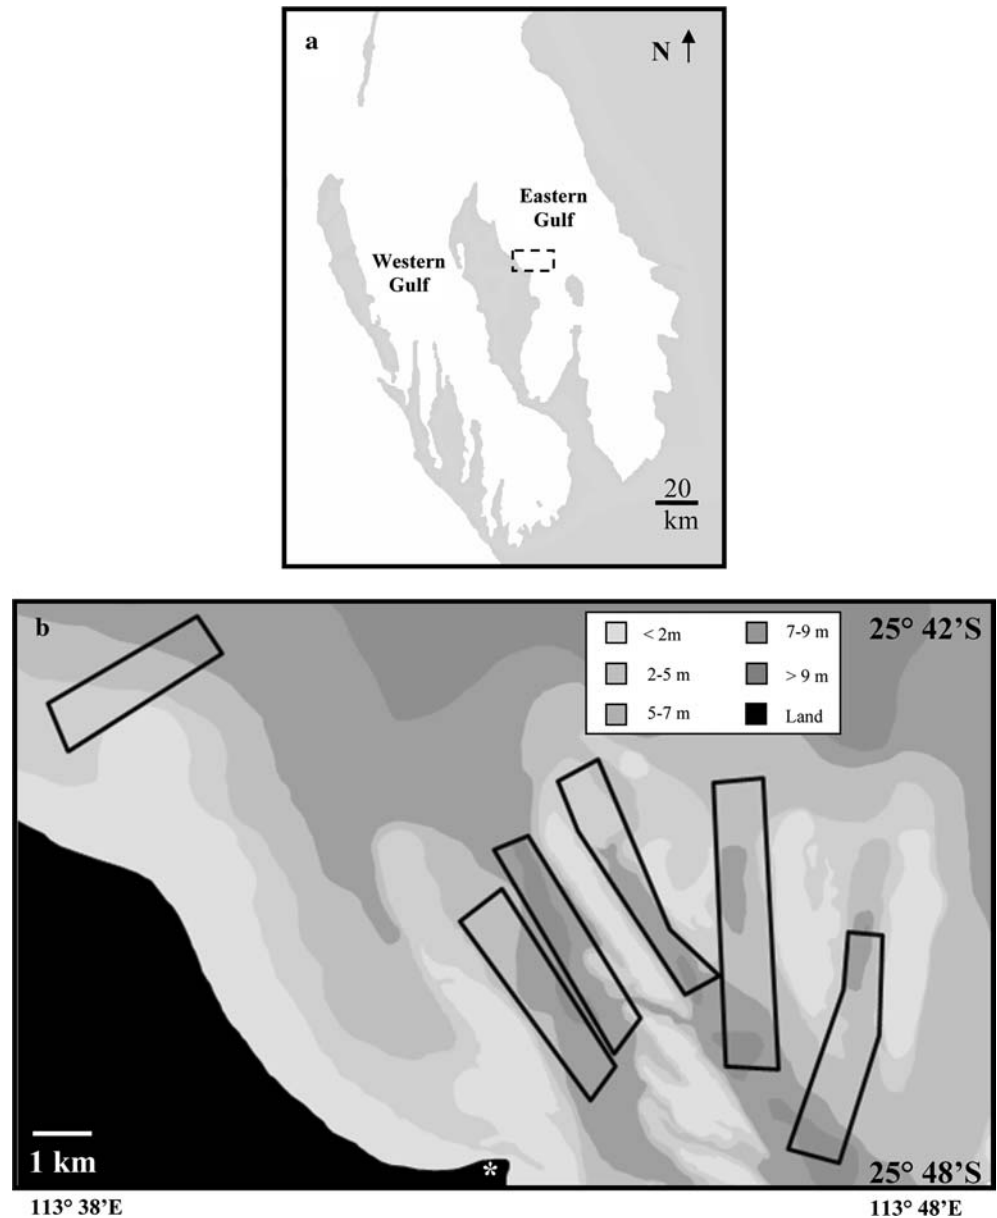 a
N
Eastern
Gulf
Western
Gulf
20
km
b
25° 42'S
< 2m
7-9 m
2-5 m
> 9 m
5-7 m
Land
1 km
*
25° 48'S
113° 38'E
113° 48'E